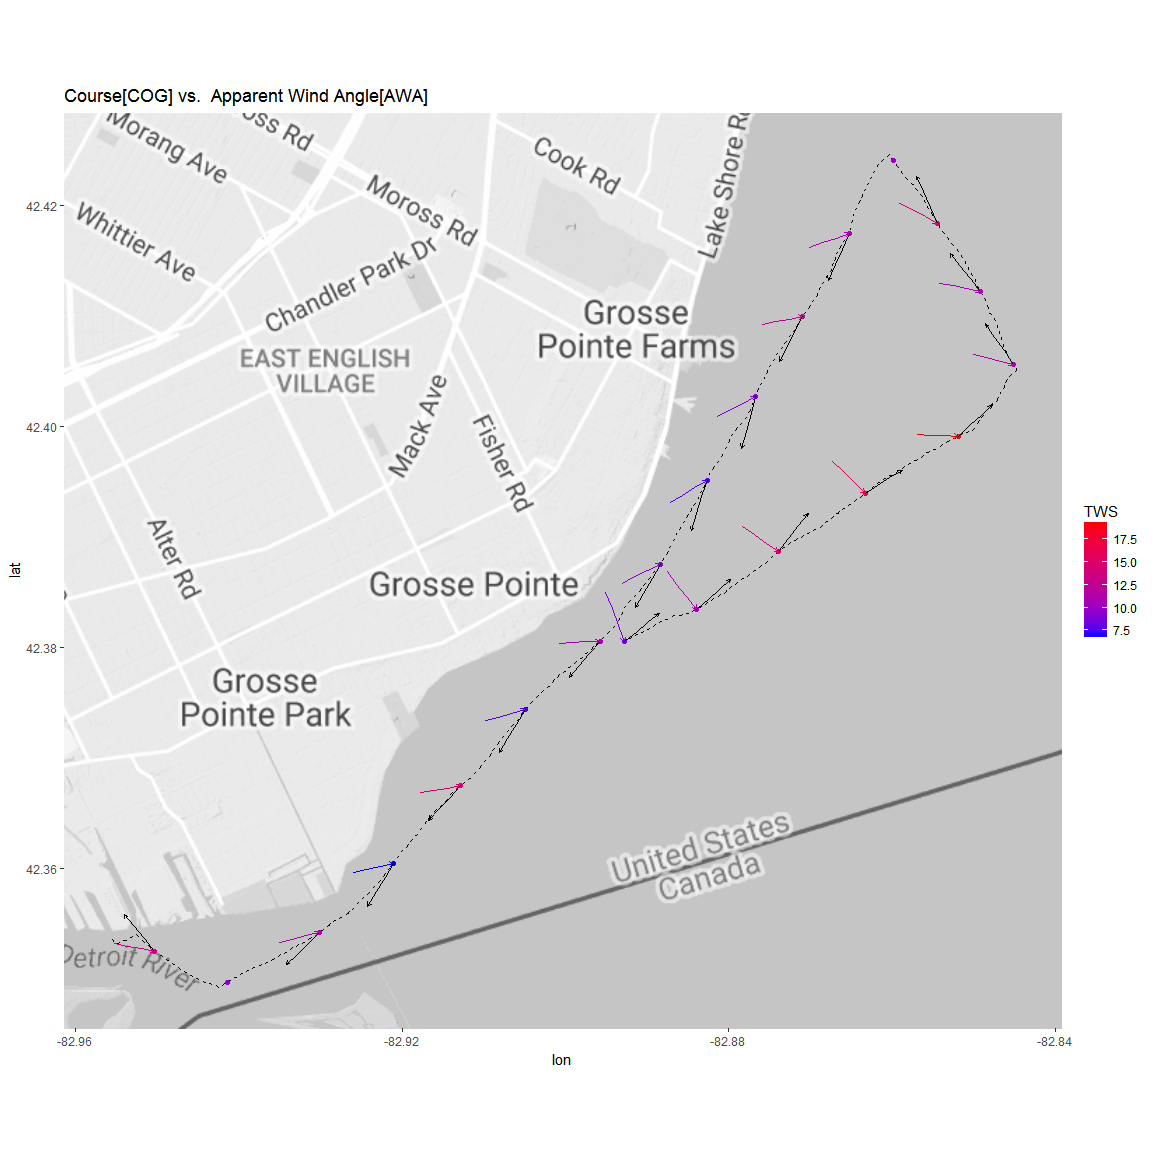 Course[COG] vs.  Apparent Wind Angle[AWA]
Morang Ave
oss Rd
Cook Rd
Lake Shore R
Moross Rd
Whittier Ave
Chandler Park Dr
Grosse
Pointe Farms
EAST ENGLISH
VILLAGE
Mack Ave
Fisher Rd
Alter Rd
Grosse Pointe
Grosse
Pointe Park
United States
Canada
Detroit River
42.42
42.40
42.38
42.36
lat
-82.96
-82.92
-82.88
-82.84
lon
TWS
17.5
15.0
12.5
10.0
7.5